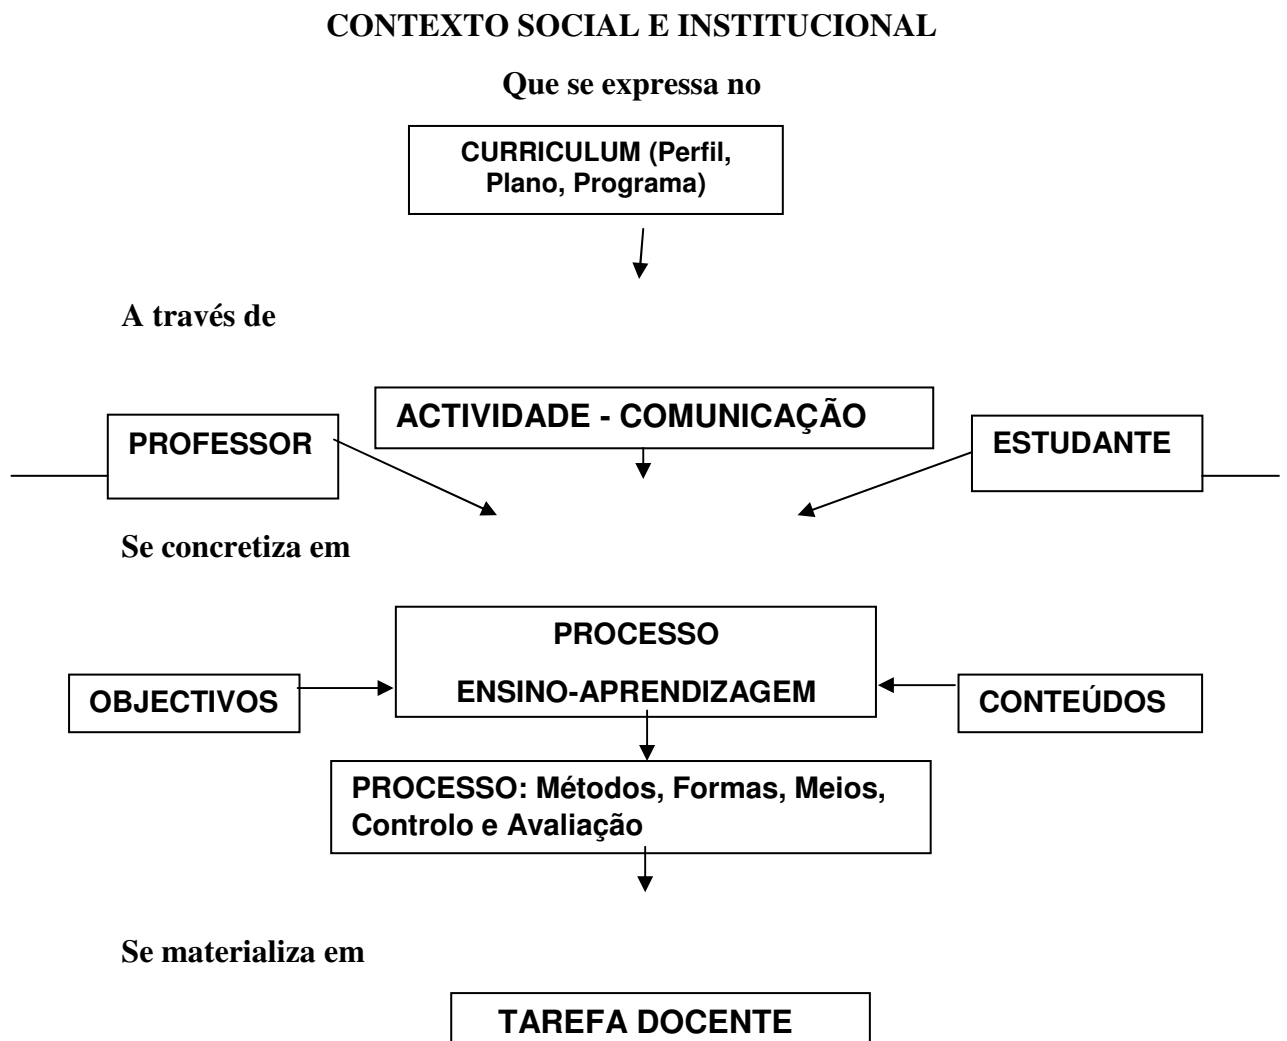 CONTEXTO SOCIAL E INSTITUCIONAL
Que se expressa no
CURRICULUM (Perfil,
Plano, Programa)
A través de
ACTIVIDADE - COMUNICAÇÃO
PROFESSOR
ESTUDANTE
Se concretiza em
PROCESSO
ENSINO-APRENDIZAGEM
OBJECTIVOS
CONTEÚDOS
PROCESSO: Métodos, Formas, Meios,
Controlo e Avaliação
Se materializa em
TAREFA DOCENTE